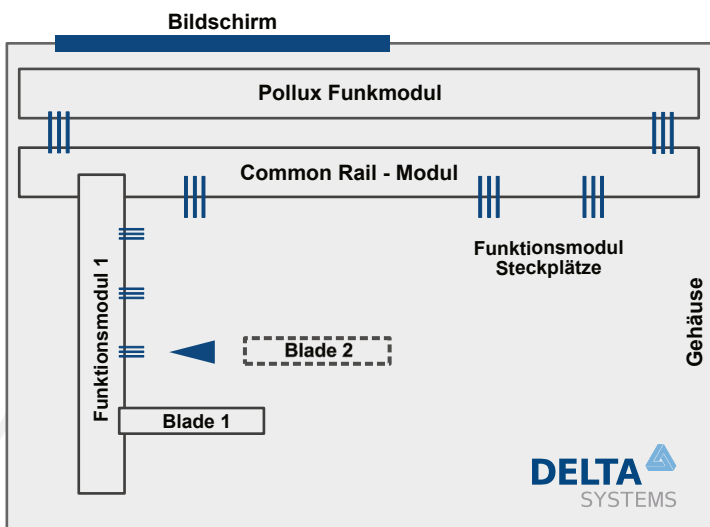 Bildschirm
Pollux Funkmodul
Common Rail - Modul
Funktionsmodul
Steckplätze
Gehäuse
Funktionsmodul 1
Blade 2
Blade 1
DELTA
SYSTEMS